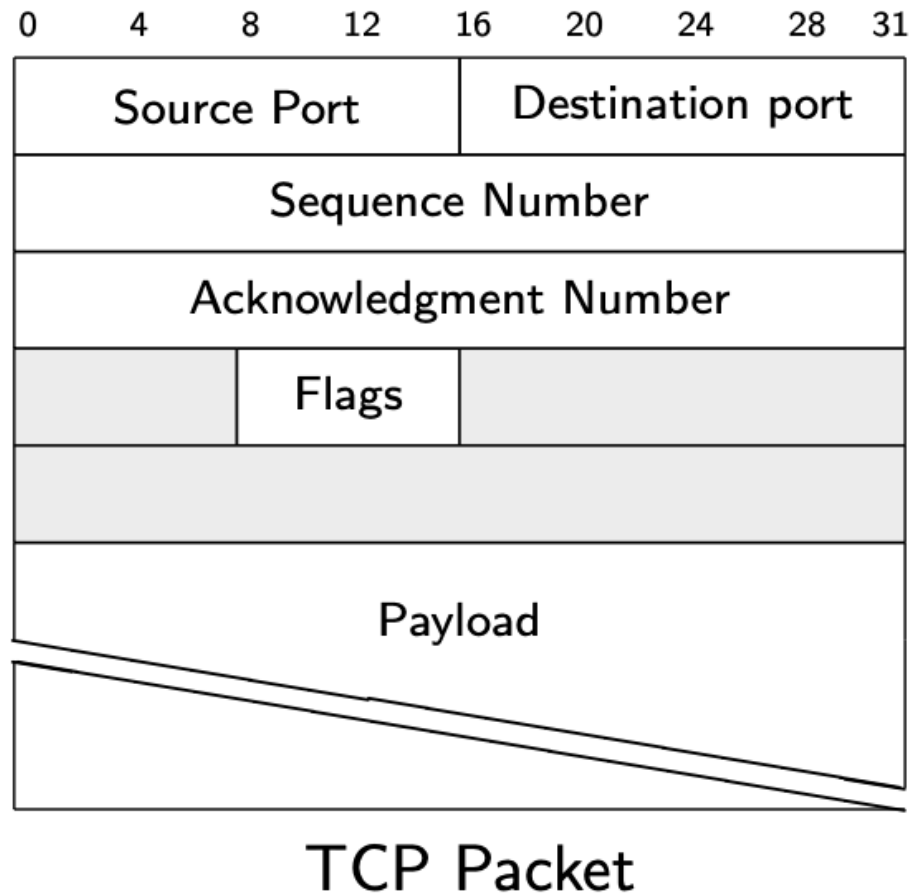 0 4 8 12 16 20 24 28 31
Source Port Destination port
Sequence Number
Acknowledgment Number
Flags
Payload
TCP Packet